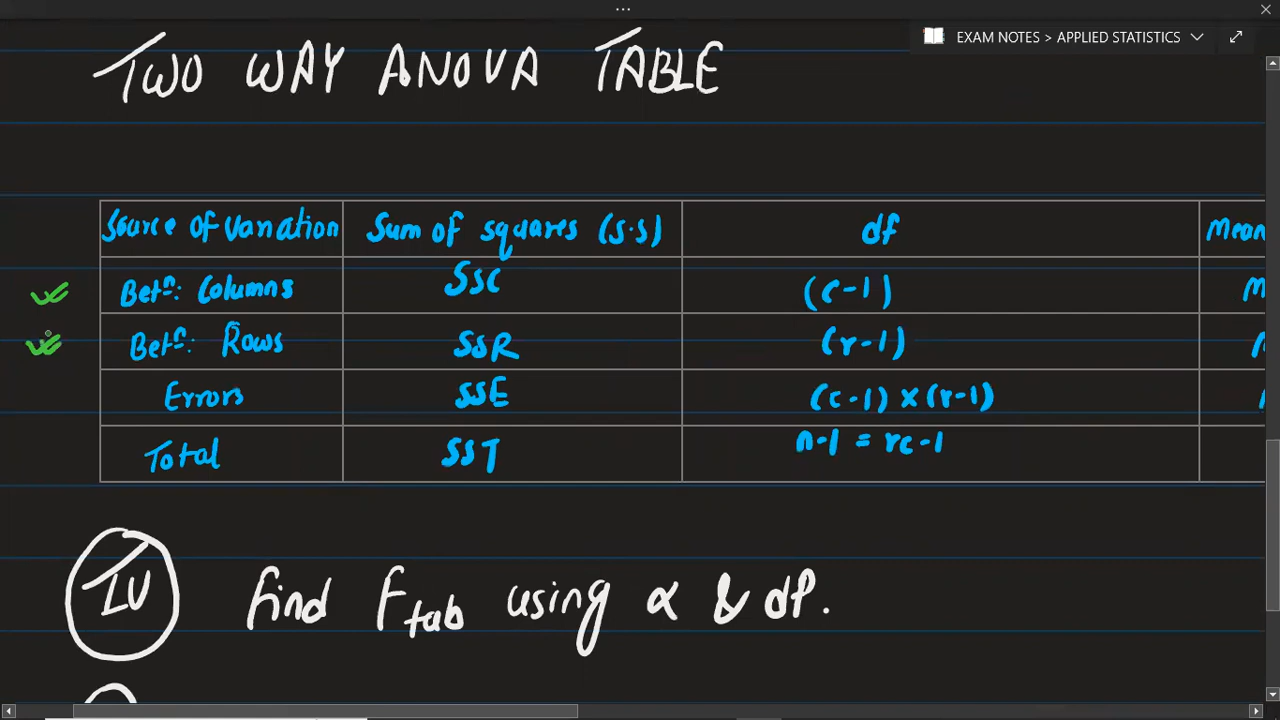 EXAM NOTES > APPLIED STATISTICS
TWO WAY ANOVA TABLE
Source of Variation Sum of squares (S.S) df Mean
Betⁿ: Columns SSC (c-1) M
Betⁿ: Rows SSR (r-1)
Errors SSE (c-1) × (r-1)
Total SST n-1 = rc-1
IV find Ftab using α & df.